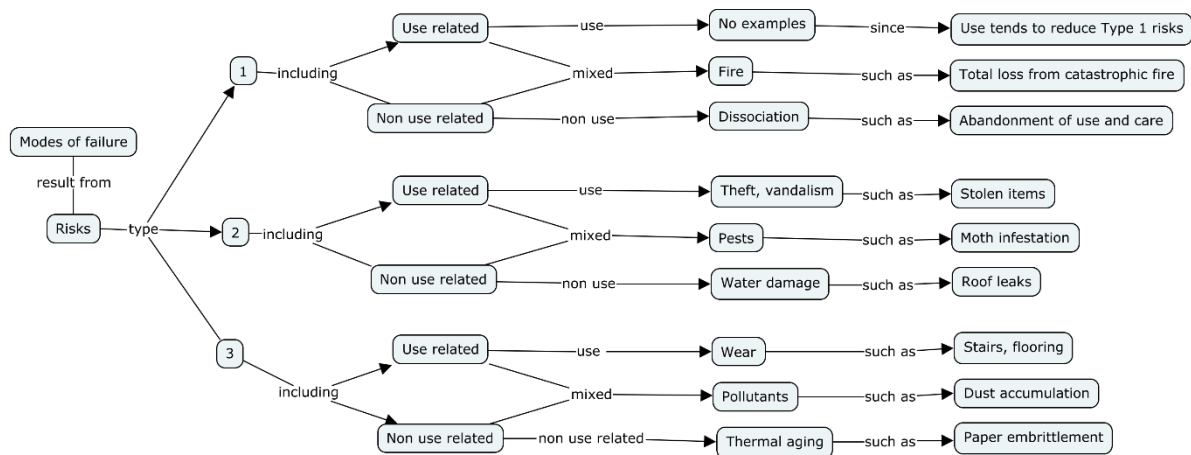 Use related
use
No examples
since
Use tends to reduce Type 1 risks
1
including
mixed
Fire
such as
Total loss from catastrophic fire
Non use related
non use
Dissociation
such as
Abandonment of use and care
Modes of failure
result from
Risks
type
Use related
use
Theft, vandalism
such as
Stolen items
2
including
mixed
Pests
such as
Moth infestation
Non use related
non use
Water damage
such as
Roof leaks
3
Use related
use
Wear
such as
Stairs, flooring
including
mixed
Pollutants
such as
Dust accumulation
Non use related
non use related
Thermal aging
such as
Paper embrittlement